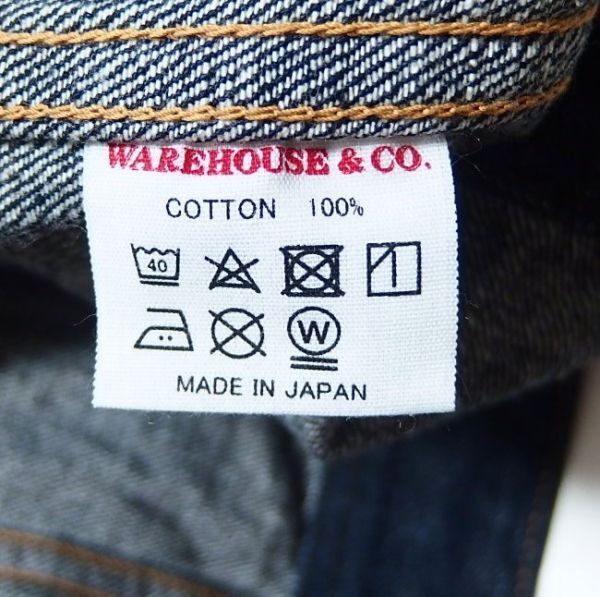 WAREHOUSE & CO.
COTTON 100%
40
W
MADE IN JAPAN